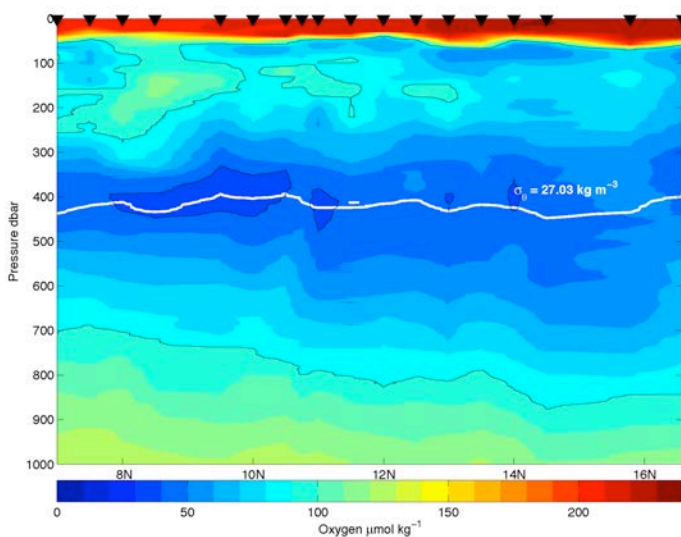 0
100
200
300
400
500
600
700
800
900
1000
Pressure dbar
σ₀ = 27.03 kg m⁻³
8N 10N 12N 14N 16N
0 50 100 150 200
Oxygen μmol kg⁻¹